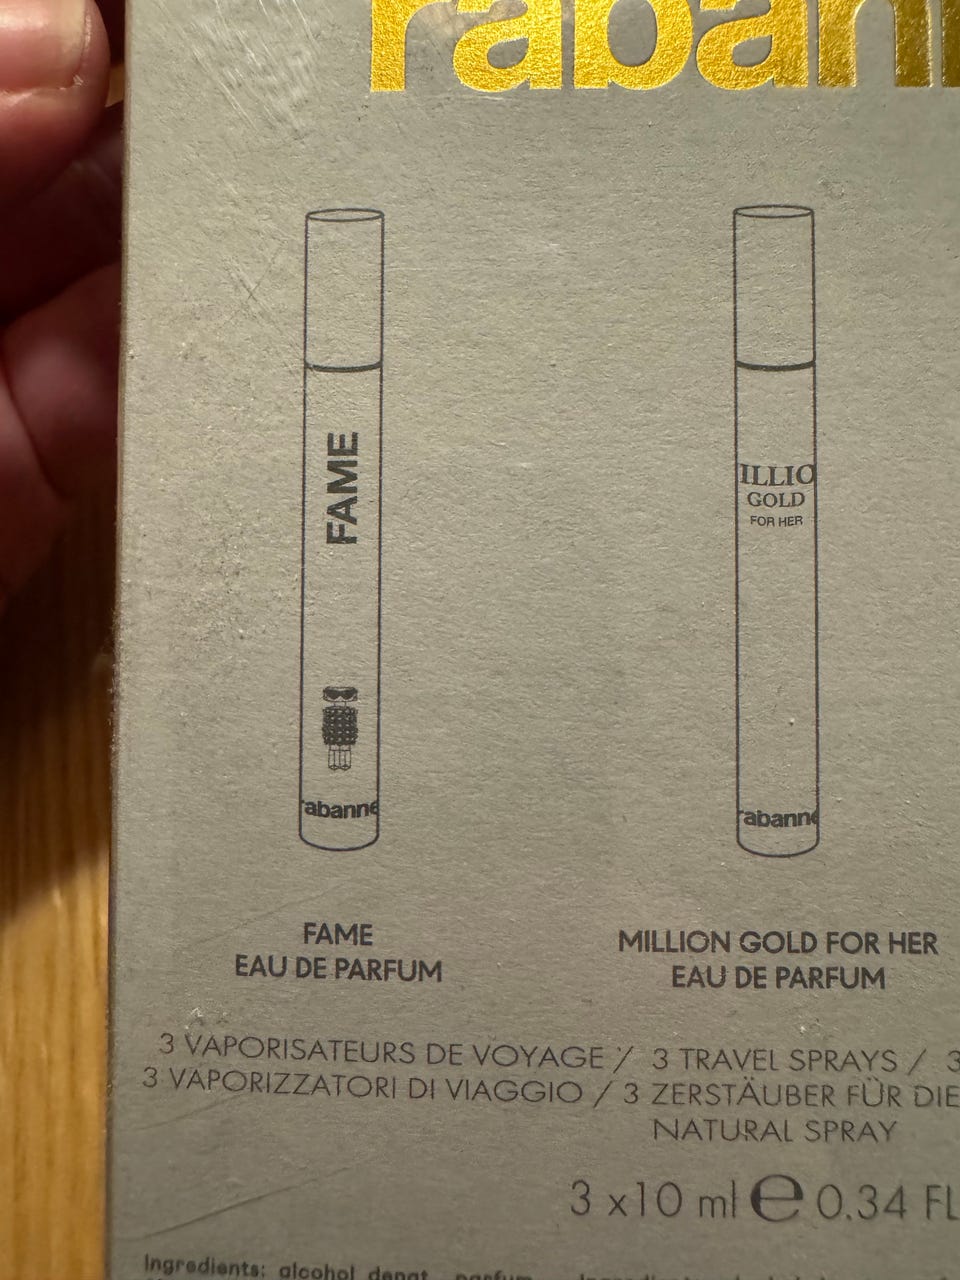 rabann
FAME
ILLIO
GOLD
FOR HER
rabanne
rabanne
FAME
EAU DE PARFUM
MILLION GOLD FOR HER
EAU DE PARFUM
3 VAPORISATEURS DE VOYAGE / 3 TRAVEL SPRAYS / 3
3 VAPORIZZATORI DI VIAGGIO / 3 ZERSTÄUBER FÜR DIE
NATURAL SPRAY
3 x10 ml ℮ 0.34 FL
Ingredients: alcohol denat., parfum